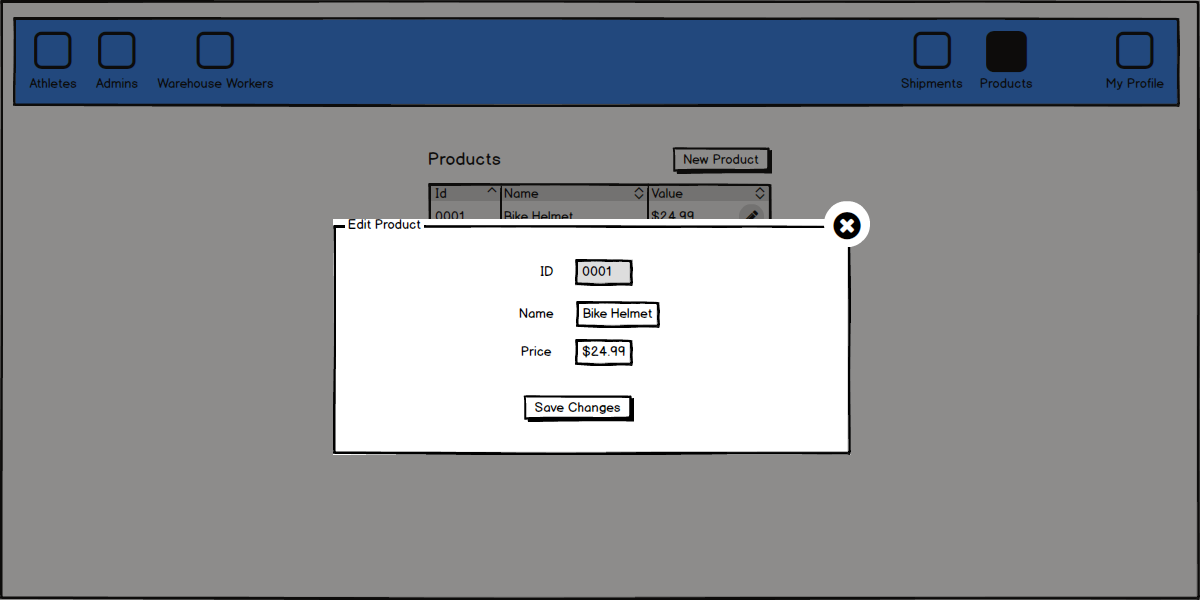 Athletes Admins Warehouse Workers Shipments Products My Profile
Products New Product
Id Name Value
0001 Bike Helmet $24.99
Edit Product
ID 0001
Name Bike Helmet
Price $24.99
Save Changes